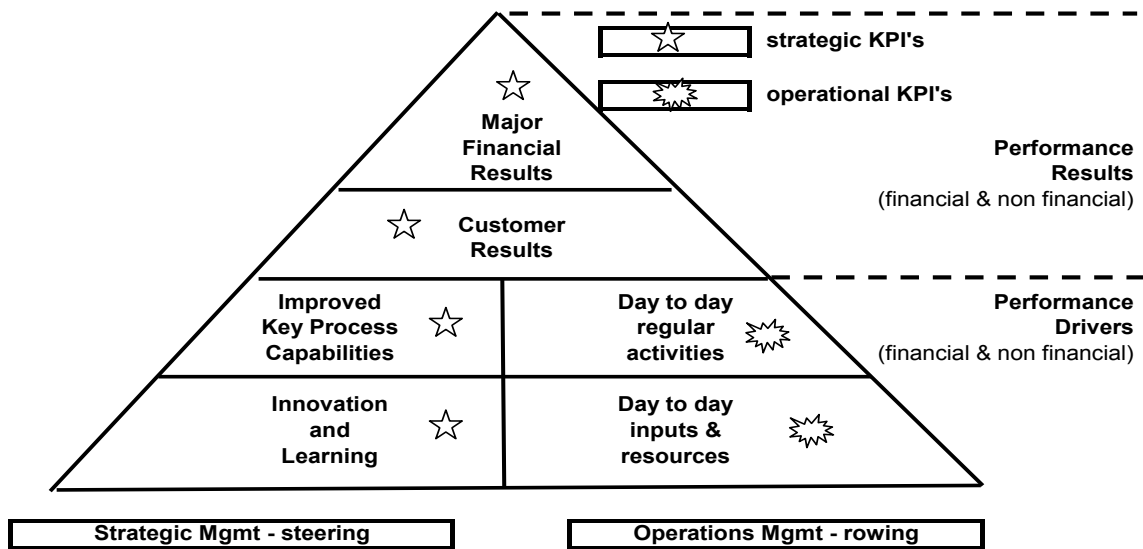 strategic KPI's
operational KPI's
Major
Financial
Results
Performance
Results
(financial & non financial)
Customer
Results
Improved
Key Process
Capabilities
Day to day
regular
activities
Performance
Drivers
(financial & non financial)
Innovation
and
Learning
Day to day
inputs &
resources
Strategic Mgmt - steering
Operations Mgmt - rowing